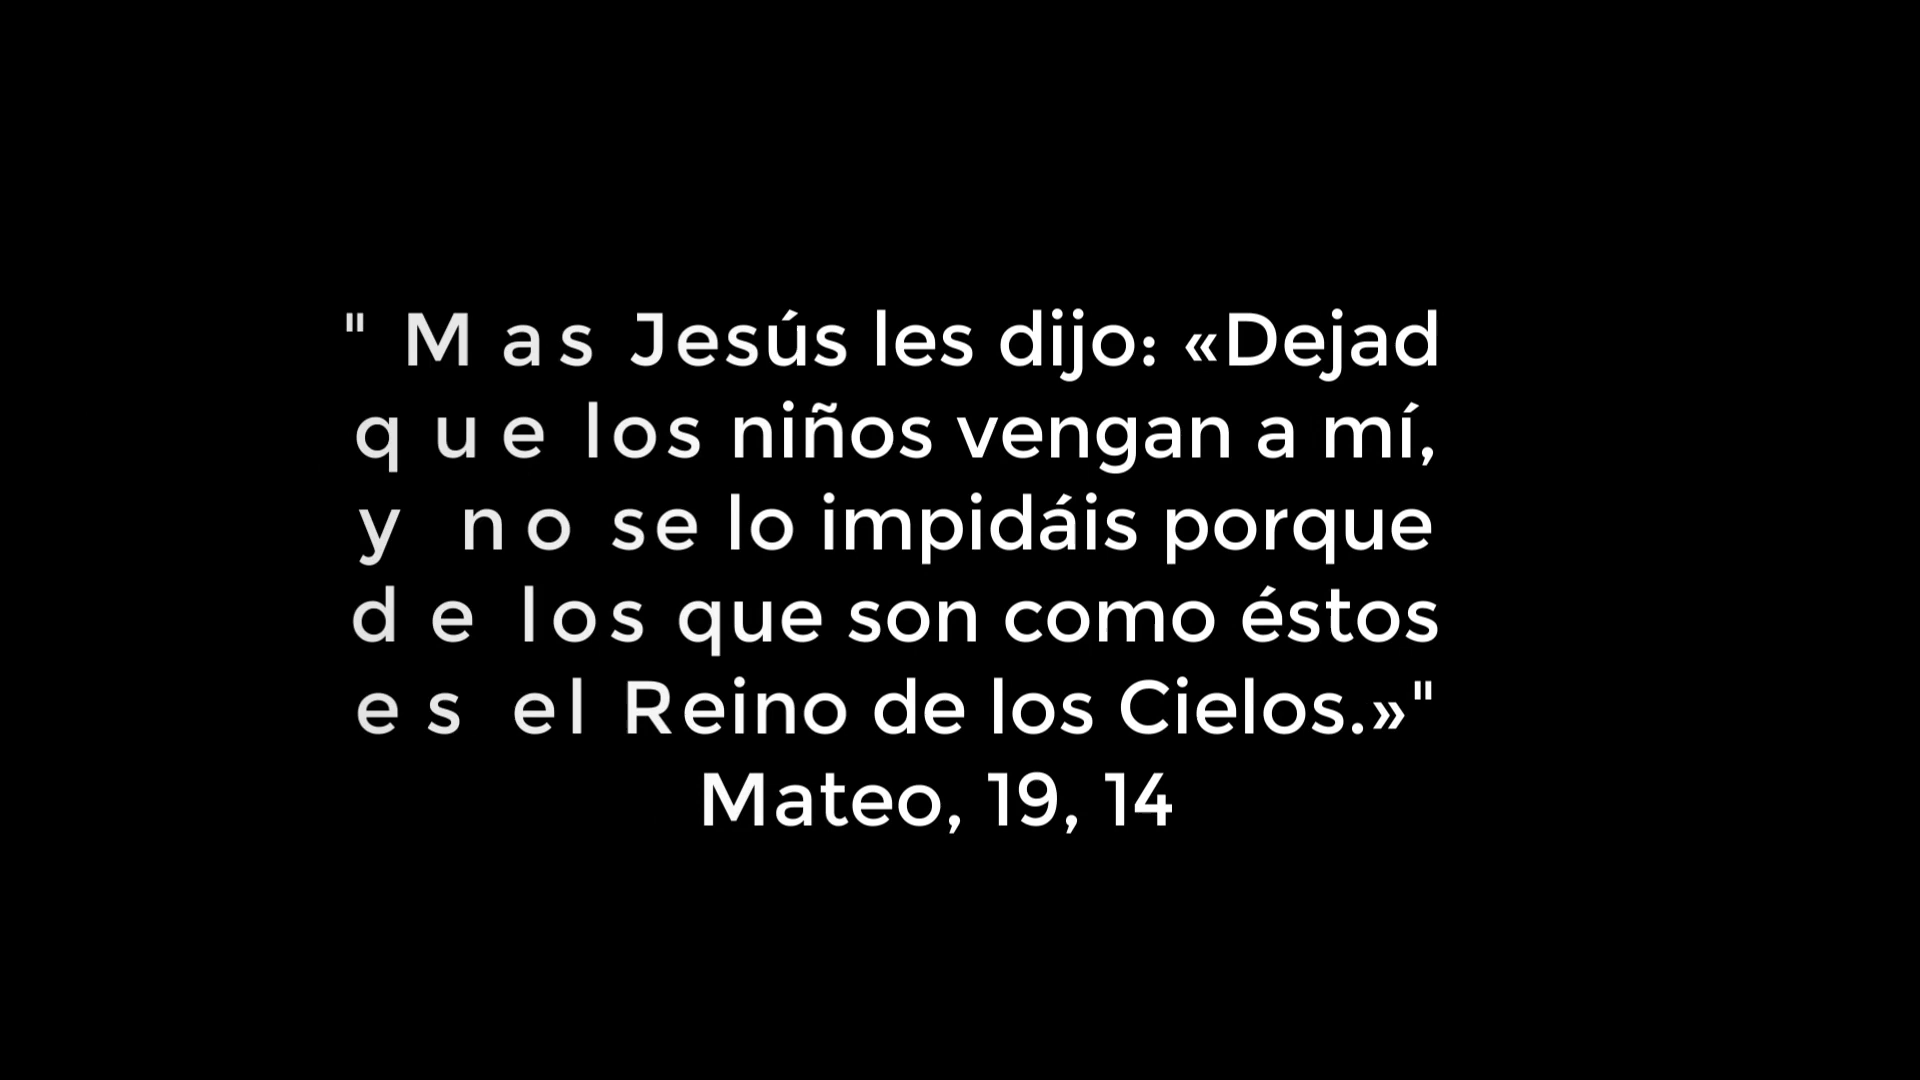 " Mas Jesús les dijo: «Dejad
que los niños vengan a mí,
y no se lo impidáis porque
de los que son como éstos
es el Reino de los Cielos.»"
Mateo, 19, 14